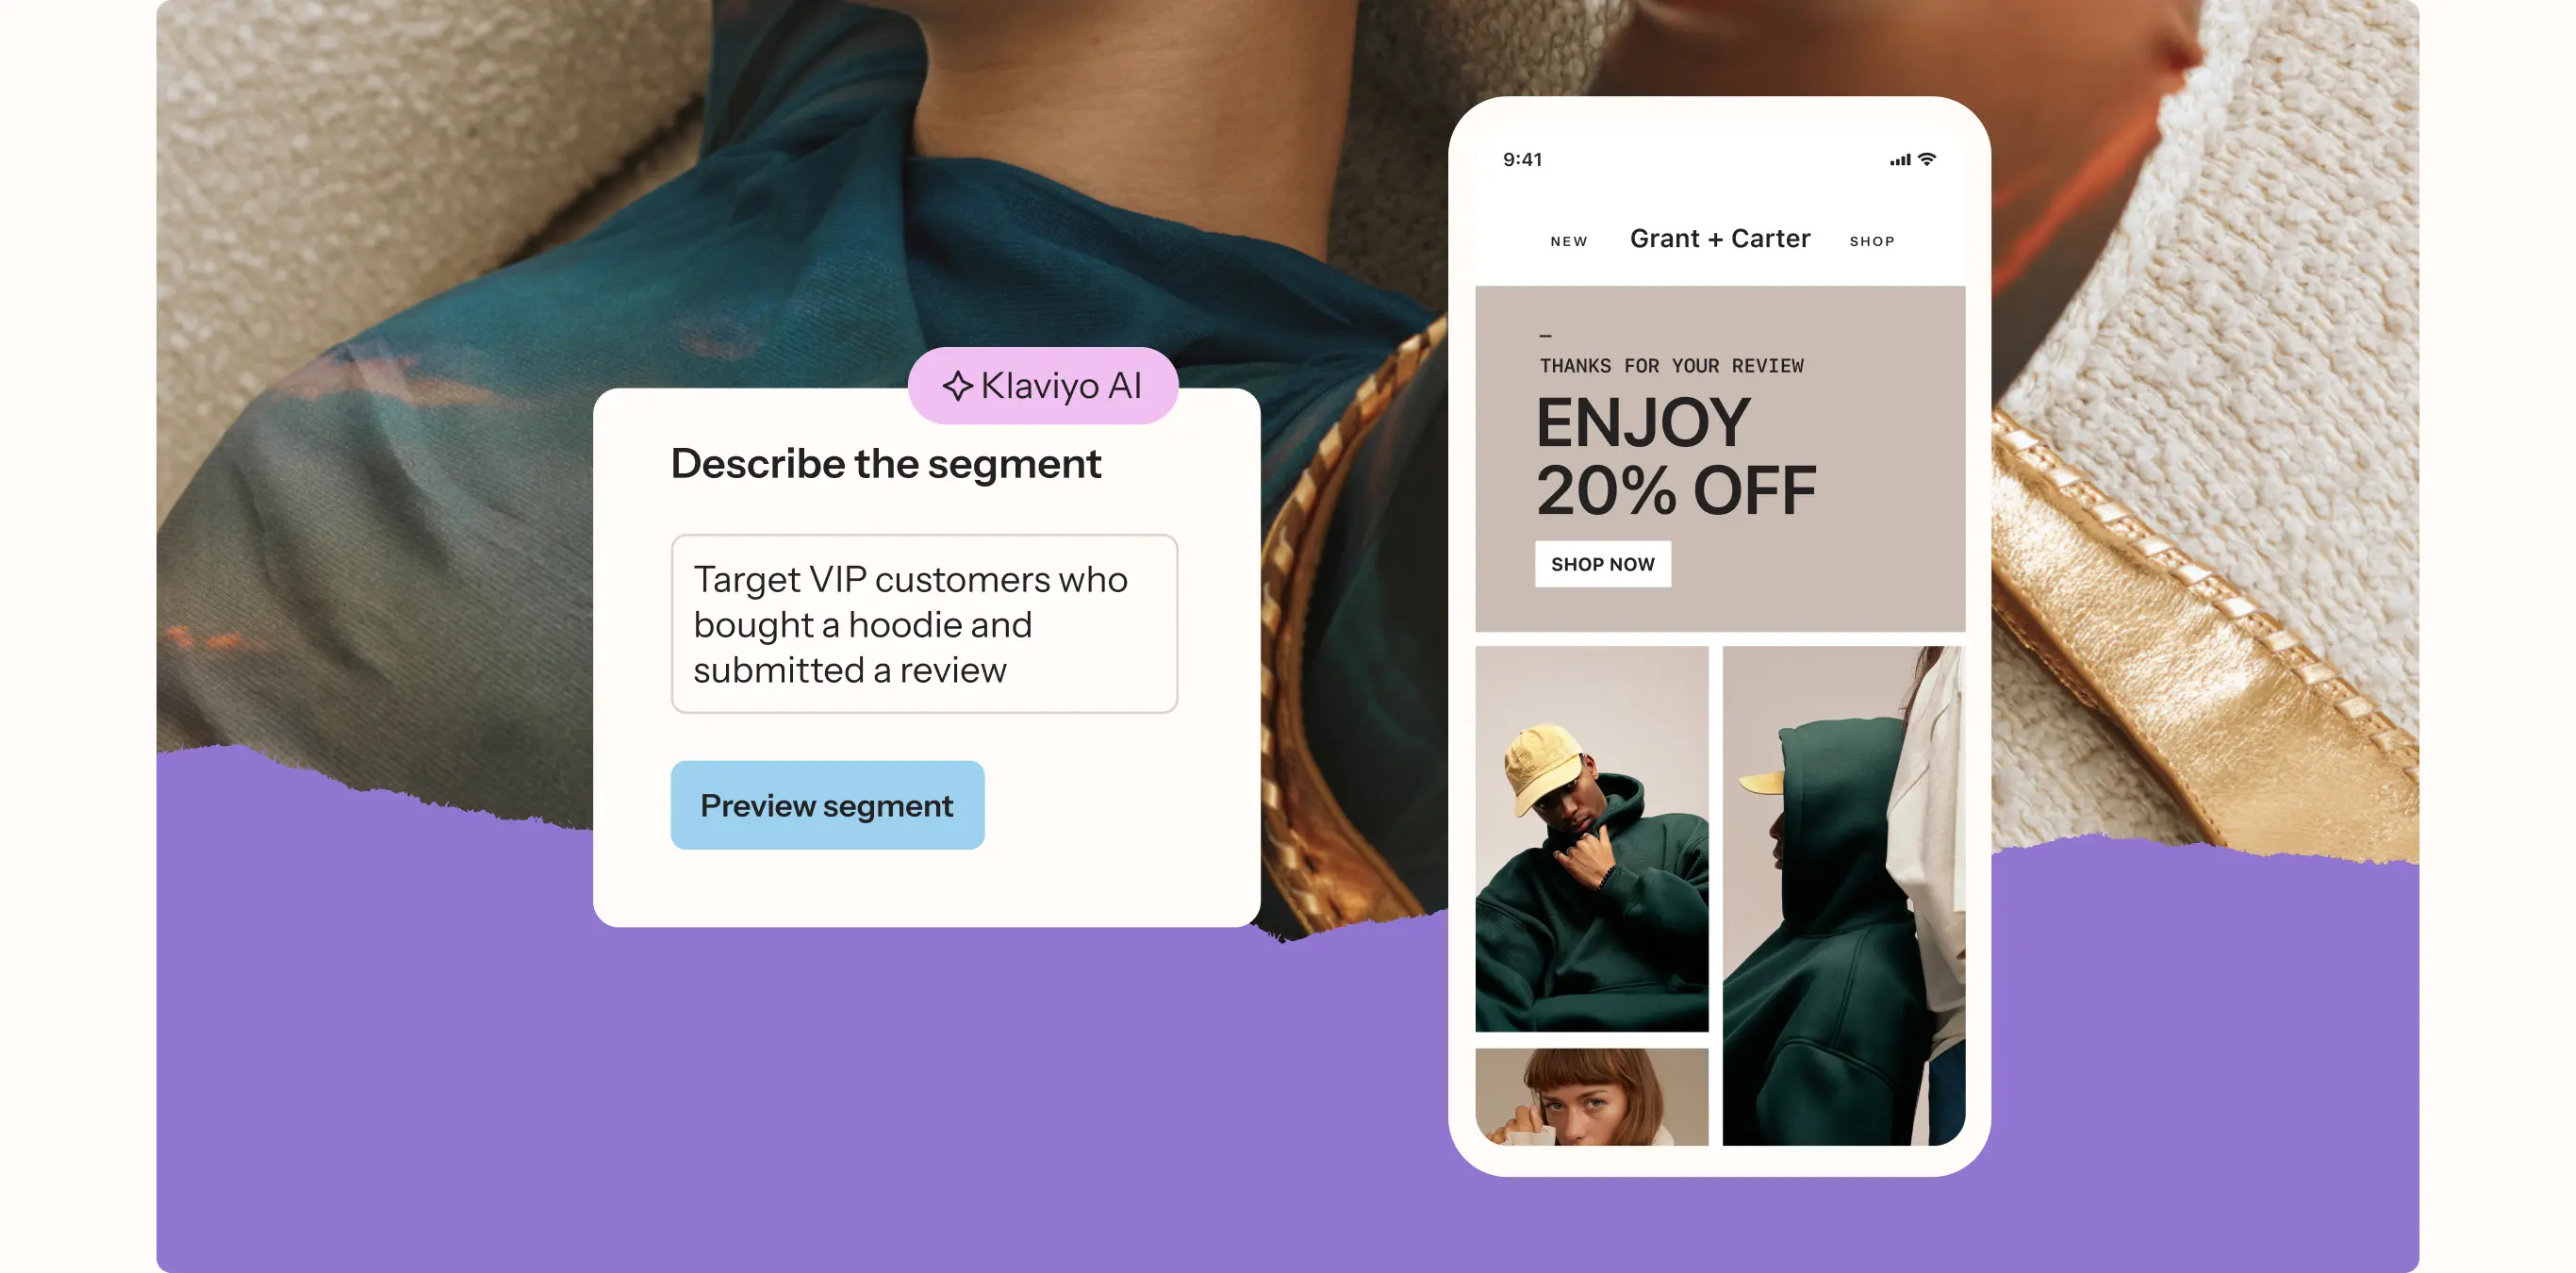 Klaviyo AI
Describe the segment
Target VIP customers who
bought a hoodie and
submitted a review
Preview segment
9:41
NEW Grant + Carter SHOP
–
THANKS FOR YOUR REVIEW
ENJOY
20% OFF
SHOP NOW